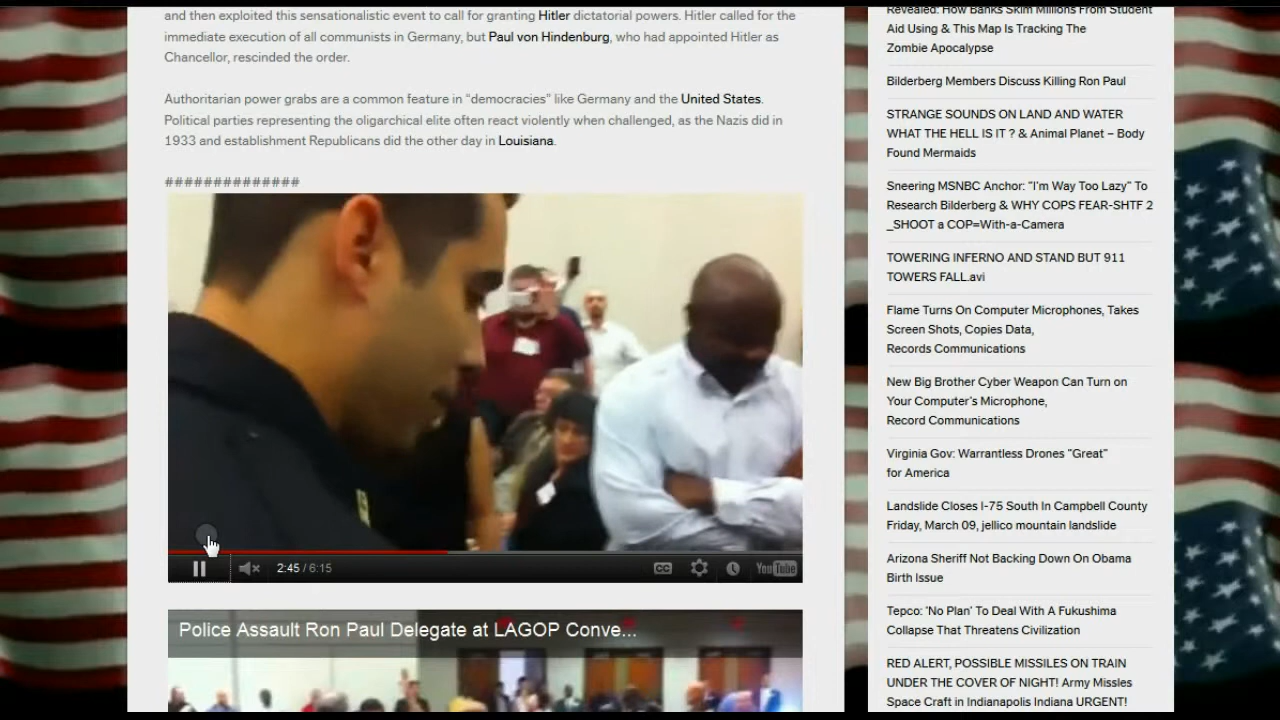 and then exploited this sensationalistic event to call for granting Hitler dictatorial powers. Hitler called for the
immediate execution of all communists in Germany, but Paul von Hindenburg, who had appointed Hitler as
Chancellor, rescinded the order.
Authoritarian power grabs are a common feature in “democracies” like Germany and the United States.
Political parties representing the oligarchical elite often react violently when challenged, as the Nazis did in
1933 and establishment Republicans did the other day in Louisiana.
##############
2:45 / 6:15
CC
YouTube
Police Assault Ron Paul Delegate at LAGOP Conve...
Revealed: How Banks Skim Millions From Student
Aid Using & This Map Is Tracking The
Zombie Apocalypse
Bilderberg Members Discuss Killing Ron Paul
STRANGE SOUNDS ON LAND AND WATER
WHAT THE HELL IS IT ? & Animal Planet – Body
Found Mermaids
Sneering MSNBC Anchor: “I’m Way Too Lazy” To
Research Bilderberg & WHY COPS FEAR-SHTF 2
_SHOOT a COP=With-a-Camera
TOWERING INFERNO AND STAND BUT 911
TOWERS FALL.avi
Flame Turns On Computer Microphones, Takes
Screen Shots, Copies Data,
Records Communications
New Big Brother Cyber Weapon Can Turn on
Your Computer’s Microphone,
Record Communications
Virginia Gov: Warrantless Drones “Great”
for America
Landslide Closes I-75 South In Campbell County
Friday, March 09, jellico mountain landslide
Arizona Sheriff Not Backing Down On Obama
Birth Issue
Tepco: ‘No Plan’ To Deal With A Fukushima
Collapse That Threatens Civilization
RED ALERT, POSSIBLE MISSILES ON TRAIN
UNDER THE COVER OF NIGHT! Army Missles
Space Craft in Indianapolis Indiana URGENT!